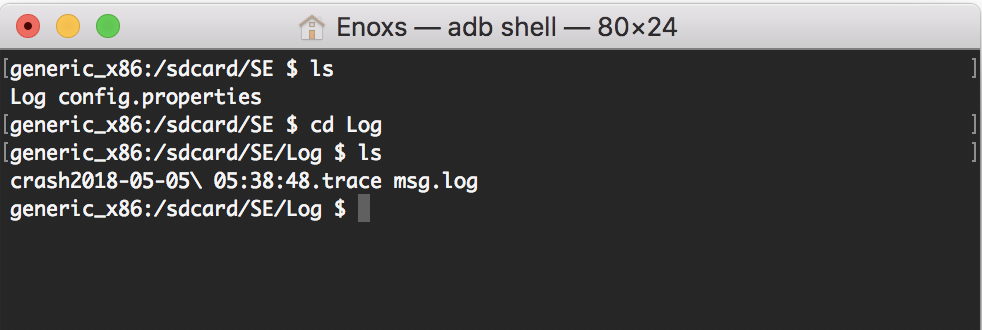 Enoxs — adb shell — 80×24
[generic_x86:/sdcard/SE $ ls ]
Log config.properties
[generic_x86:/sdcard/SE $ cd Log ]
[generic_x86:/sdcard/SE/Log $ ls ]
crash2018-05-05\ 05:38:48.trace msg.log
generic_x86:/sdcard/SE/Log $